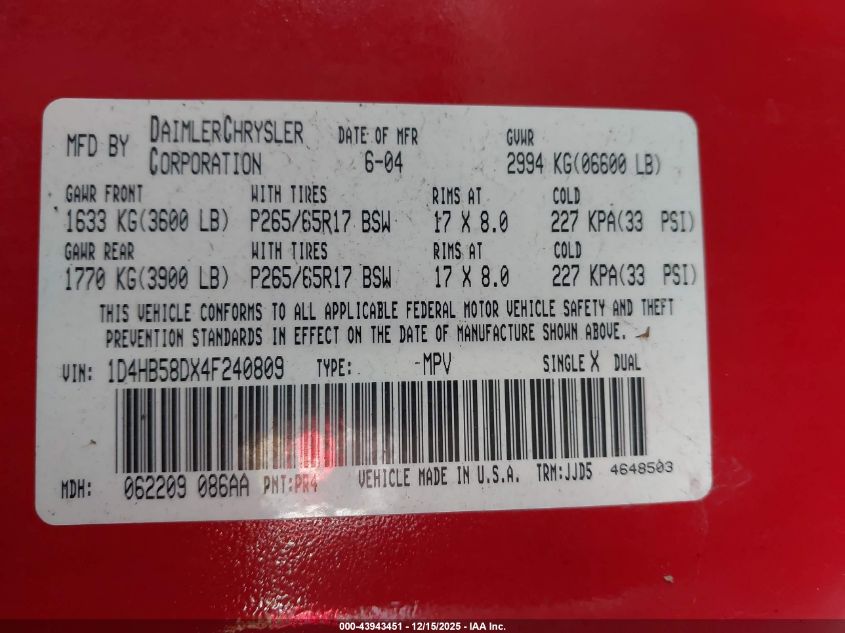 MFD BY DAIMLERCHRYSLER CORPORATION DATE OF MFR 6-04 GVWR 2994 KG(06600 LB)
GAWR FRONT WITH TIRES RIMS AT COLD
1633 KG(3600 LB) P265/65R17 BSW 17 X 8.0 227 KPA(33 PSI)
GAWR REAR WITH TIRES RIMS AT COLD
1770 KG(3900 LB) P265/65R17 BSW 17 X 8.0 227 KPA(33 PSI)
THIS VEHICLE CONFORMS TO ALL APPLICABLE FEDERAL MOTOR VEHICLE SAFETY AND THEFT
PREVENTION STANDARDS IN EFFECT ON THE DATE OF MANUFACTURE SHOWN ABOVE.
VIN: 1D4HB58DX4F240809 TYPE: -MPV SINGLE X DUAL
MDH: 062209 086AA PNT:PR4 VEHICLE MADE IN U.S.A. TRM:JJD5 4648503
000-43943451 - 12/15/2025 - IAA Inc.